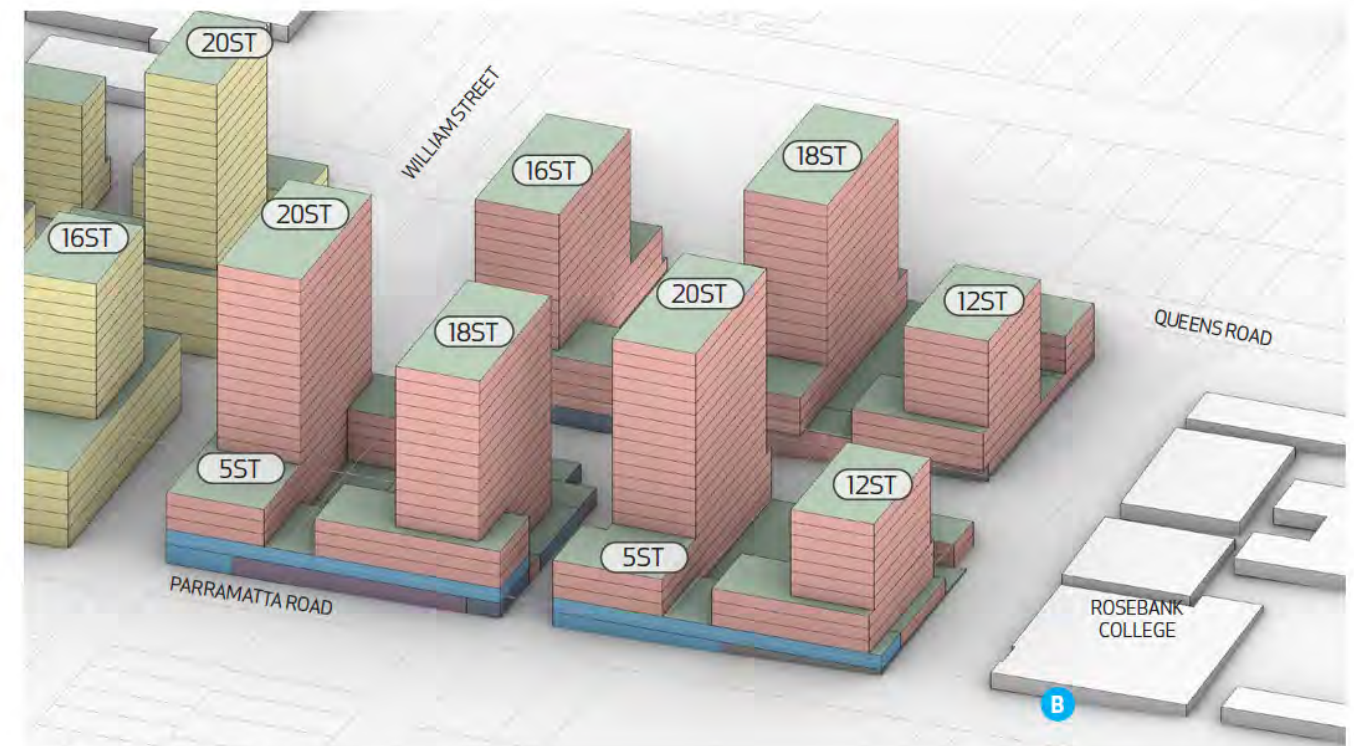 20ST
WILLIAM STREET
16ST
18ST
20ST
16ST
20ST
12ST
18ST
QUEENS ROAD
5ST
12ST
5ST
PARRAMATTA ROAD
ROSEBANK
COLLEGE
B